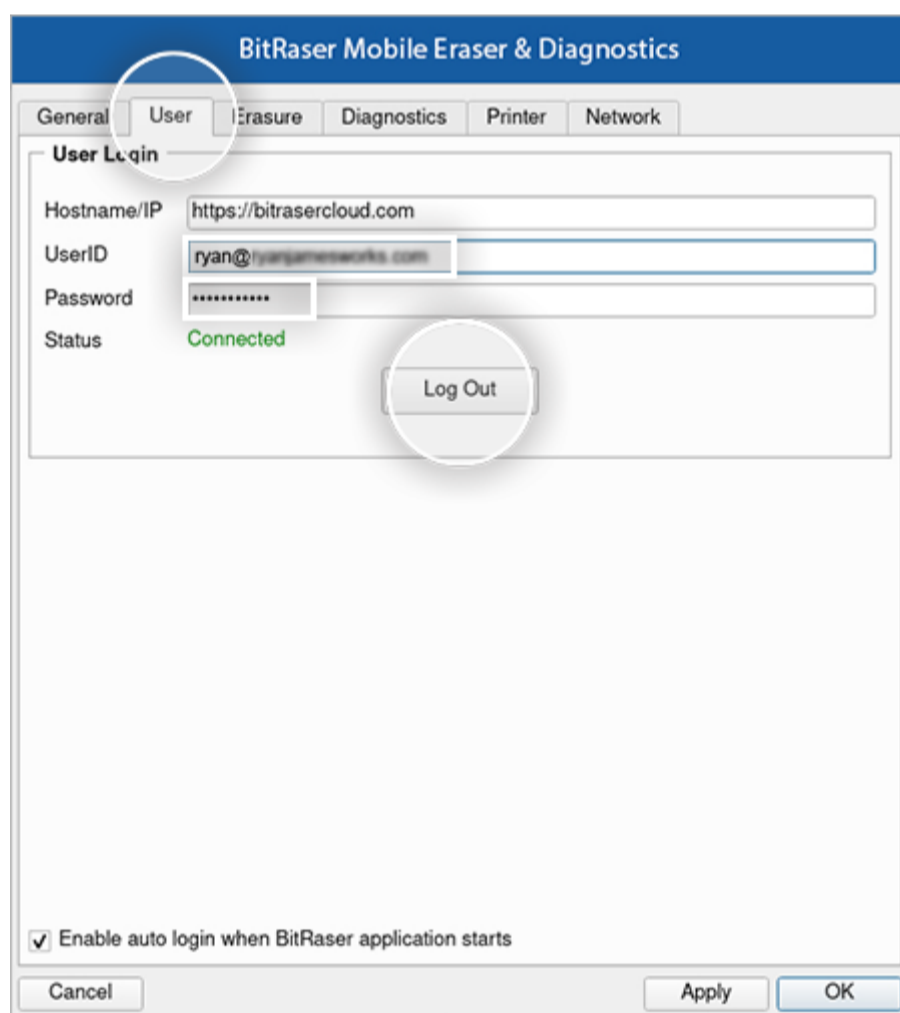 BitRaser Mobile Eraser & Diagnostics
General User Erasure Diagnostics Printer Network
User Login
Hostname/IP https://bitrasercloud.com
UserID ryan@
Password •••••••••••
Status Connected
Log Out
Enable auto login when BitRaser application starts
Cancel Apply OK